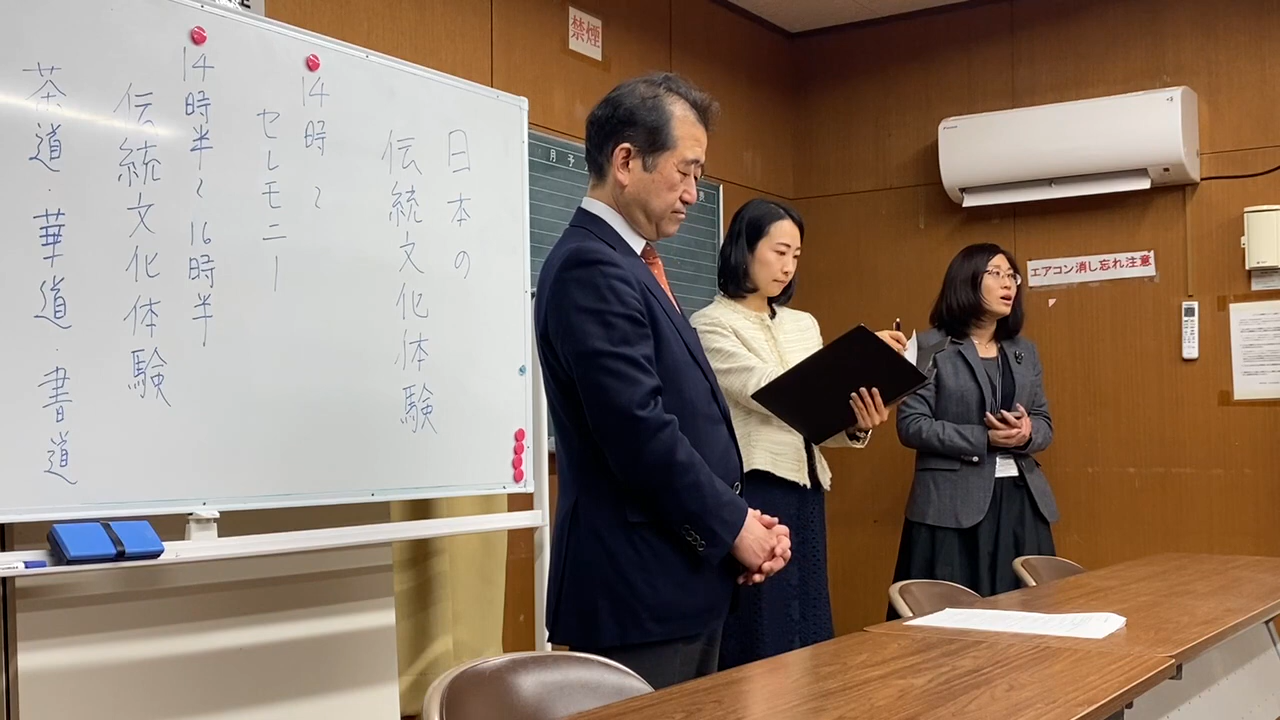 日本の
伝統文化体験
14時〜
セレモニー
14時半〜16時半
伝統文化体験
茶道・華道・書道
禁煙
月予
エアコン消し忘れ注意